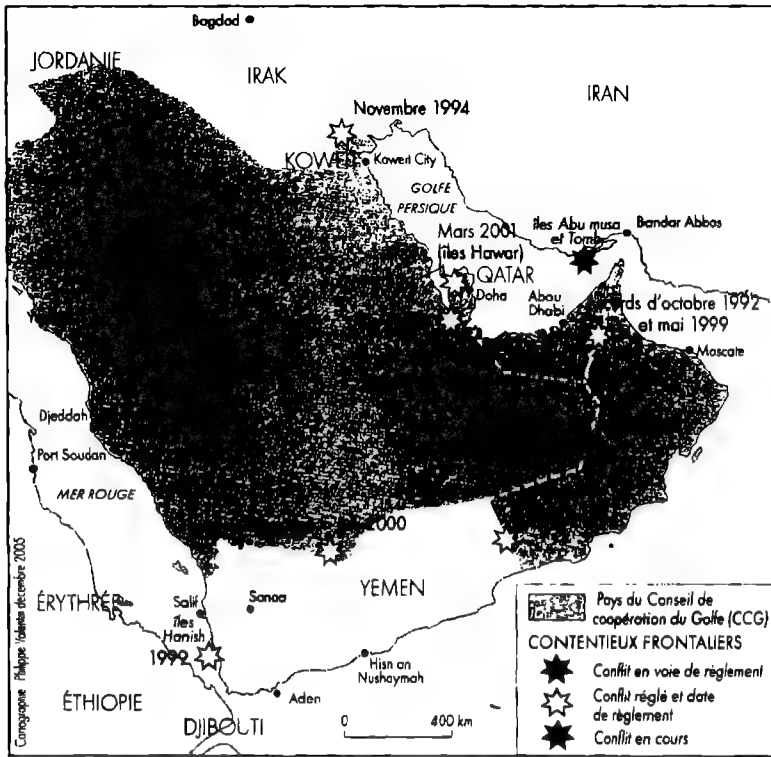 Bagdad
JORDANIE
IRAK
IRAN
Novembre 1994
KOWEÏT
Koweït City
GOLFE
PERSIQUE
îles Abu musa
et Tomb
Bandar Abbas
Mars 2001
(îles Hawar)
QATAR
Doha
Abou
Dhabi
d'octobre 1992
et mai 1999
Mascate
Djeddah
Port Soudan
MER ROUGE
2000
YEMEN
ÉRYTHRÉE
Salif
Sanaa
îles
Hanish
1999
Hisn an
Nushaymah
Aden
ÉTHIOPIE
DJIBOUTI
0 400 km
Pays du Conseil de
coopération du Golfe (CCG)
CONTENTIEUX FRONTALIERS
Conflit en voie de règlement
Conflit réglé et date
de règlement
Conflit en cours
Cartographie Philippe décembre 2005